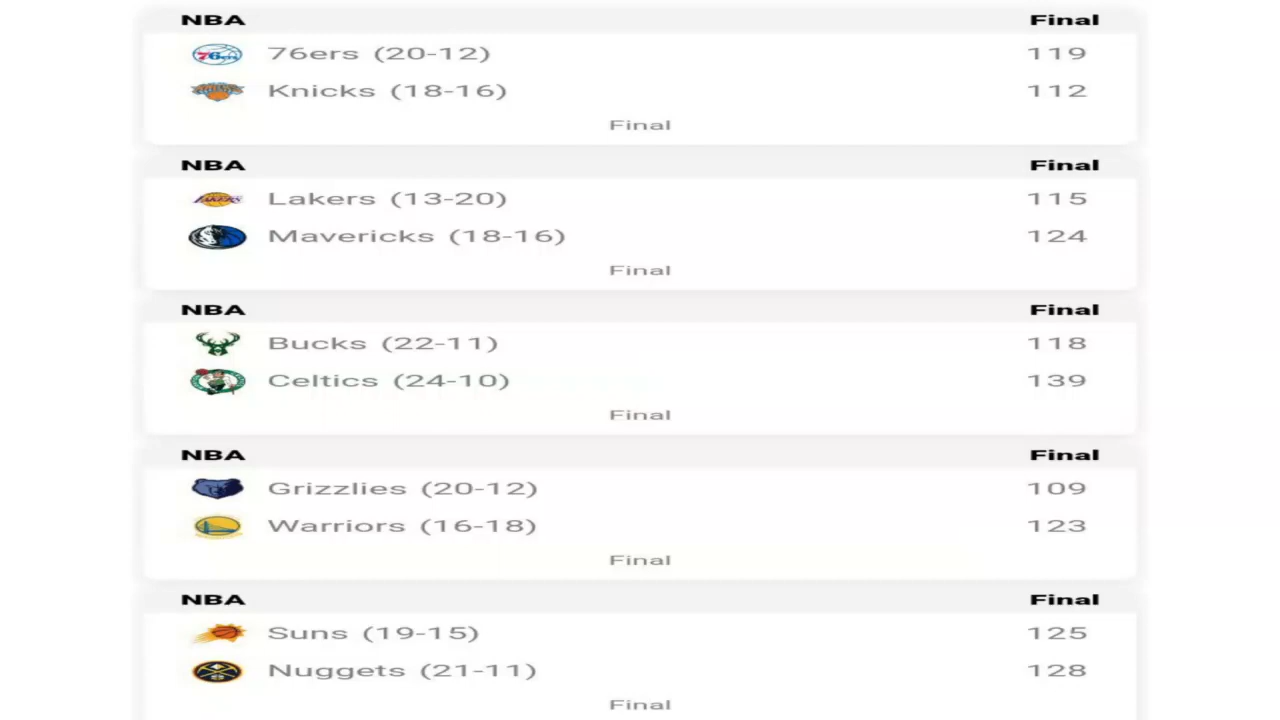 NBA Final
76ers (20-12) 119
Knicks (18-16) 112
Final
NBA Final
Lakers (13-20) 115
Mavericks (18-16) 124
Final
NBA Final
Bucks (22-11) 118
Celtics (24-10) 139
Final
NBA Final
Grizzlies (20-12) 109
Warriors (16-18) 123
Final
NBA Final
Suns (19-15) 125
Nuggets (21-11) 128
Final